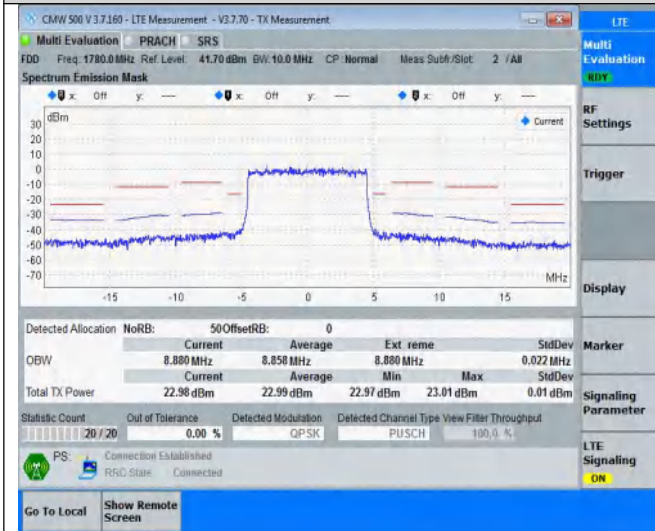 CMW 500 V 3.7.160 - LTE Measurement - V3.7.70 - TX Measurement
LTE
Multi Evaluation PRACH SRS
Multi Evaluation
RDY
FDD Freq: 1780.0 MHz Ref. Level: 41.70 dBm BW: 10.0 MHz CP: Normal Meas Subfr./Slot: 2 / All
Spectrum Emission Mask
x: Off y: --- x: Off y: --- x: Off y: ---
dBm
Current
30
20
10
0
-10
-20
-30
-40
-50
-60
-70
MHz
-15 -10 -5 0 5 10 15
RF Settings
Trigger
Display
Marker
Signaling Parameter
LTE Signaling
ON
Detected Allocation NoRB: 50 OffsetRB: 0
Current Average Extreme StdDev
OBW 8.880 MHz 8.858 MHz 8.880 MHz 0.022 MHz
Current Average Min Max StdDev
Total TX Power 22.98 dBm 22.99 dBm 22.97 dBm 23.01 dBm 0.01 dBm
Statistic Count Out of Tolerance Detected Modulation Detected Channel Type View Filter Throughput
20 / 20 0.00 % QPSK PUSCH 100.0 %
PS: Connection Established
RRC State Connected
Go To Local
Show Remote Screen